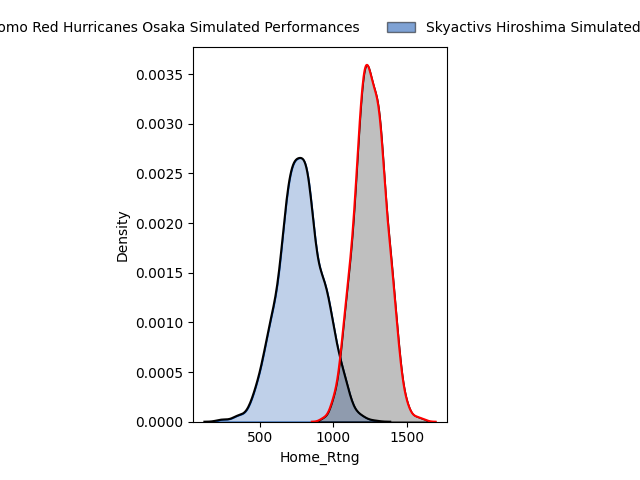 omo Red Hurricanes Osaka Simulated Performances
Skyactivs Hiroshima Simulated
0.0035
0.0030
0.0025
0.0020
0.0015
0.0010
0.0005
0.0000
Density
500
1000
1500
Home_Rtng